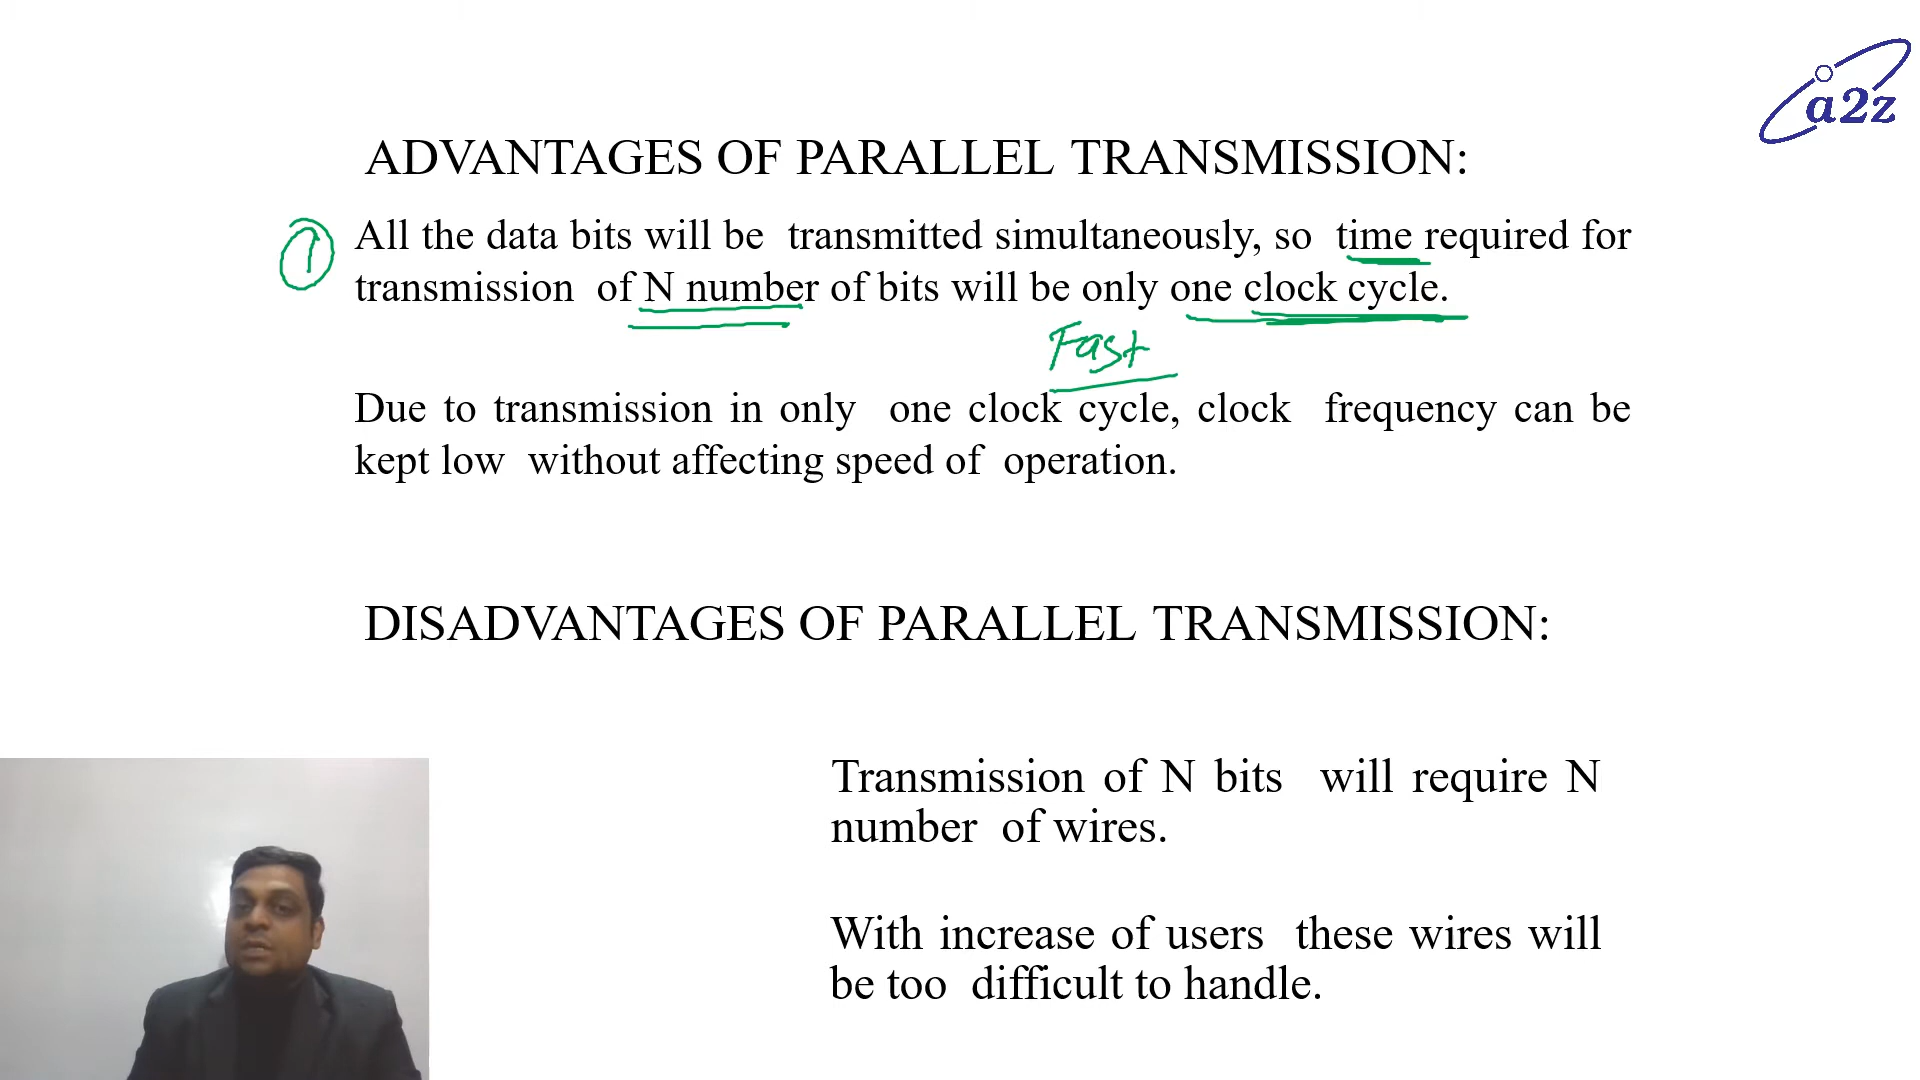 a2z
ADVANTAGES OF PARALLEL TRANSMISSION:
1
All the data bits will be transmitted simultaneously, so time required for
transmission of N number of bits will be only one clock cycle.
Fast
Due to transmission in only one clock cycle, clock frequency can be
kept low without affecting speed of operation.
DISADVANTAGES OF PARALLEL TRANSMISSION:
Transmission of N bits will require N
number of wires.
With increase of users these wires will
be too difficult to handle.